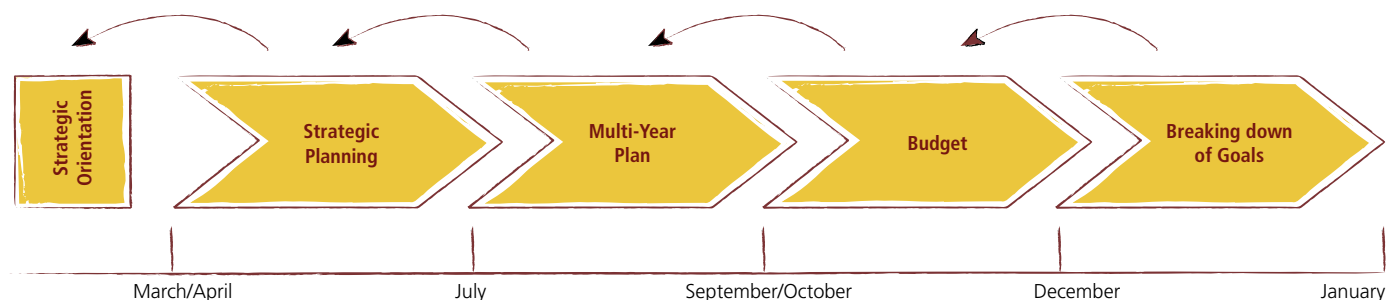 Strategic
Orientation
Strategic
Planning
Multi-Year
Plan
Budget
Breaking down
of Goals
March/April
July
September/October
December
January